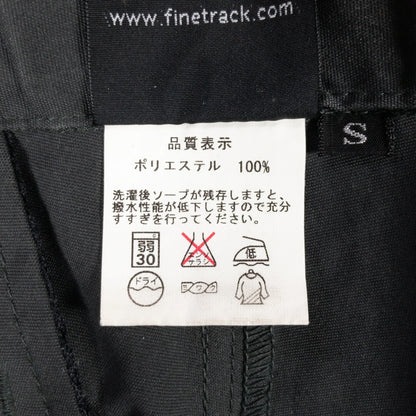 www.finetrack.com
S
品質表示
ポリエステル 100%
洗濯後ソープが残存しますと、
撥水性能が低下しますので充分
すすぎを行ってください。
弱
30
エンソ
サラシ
低
ドライ
ヨワク